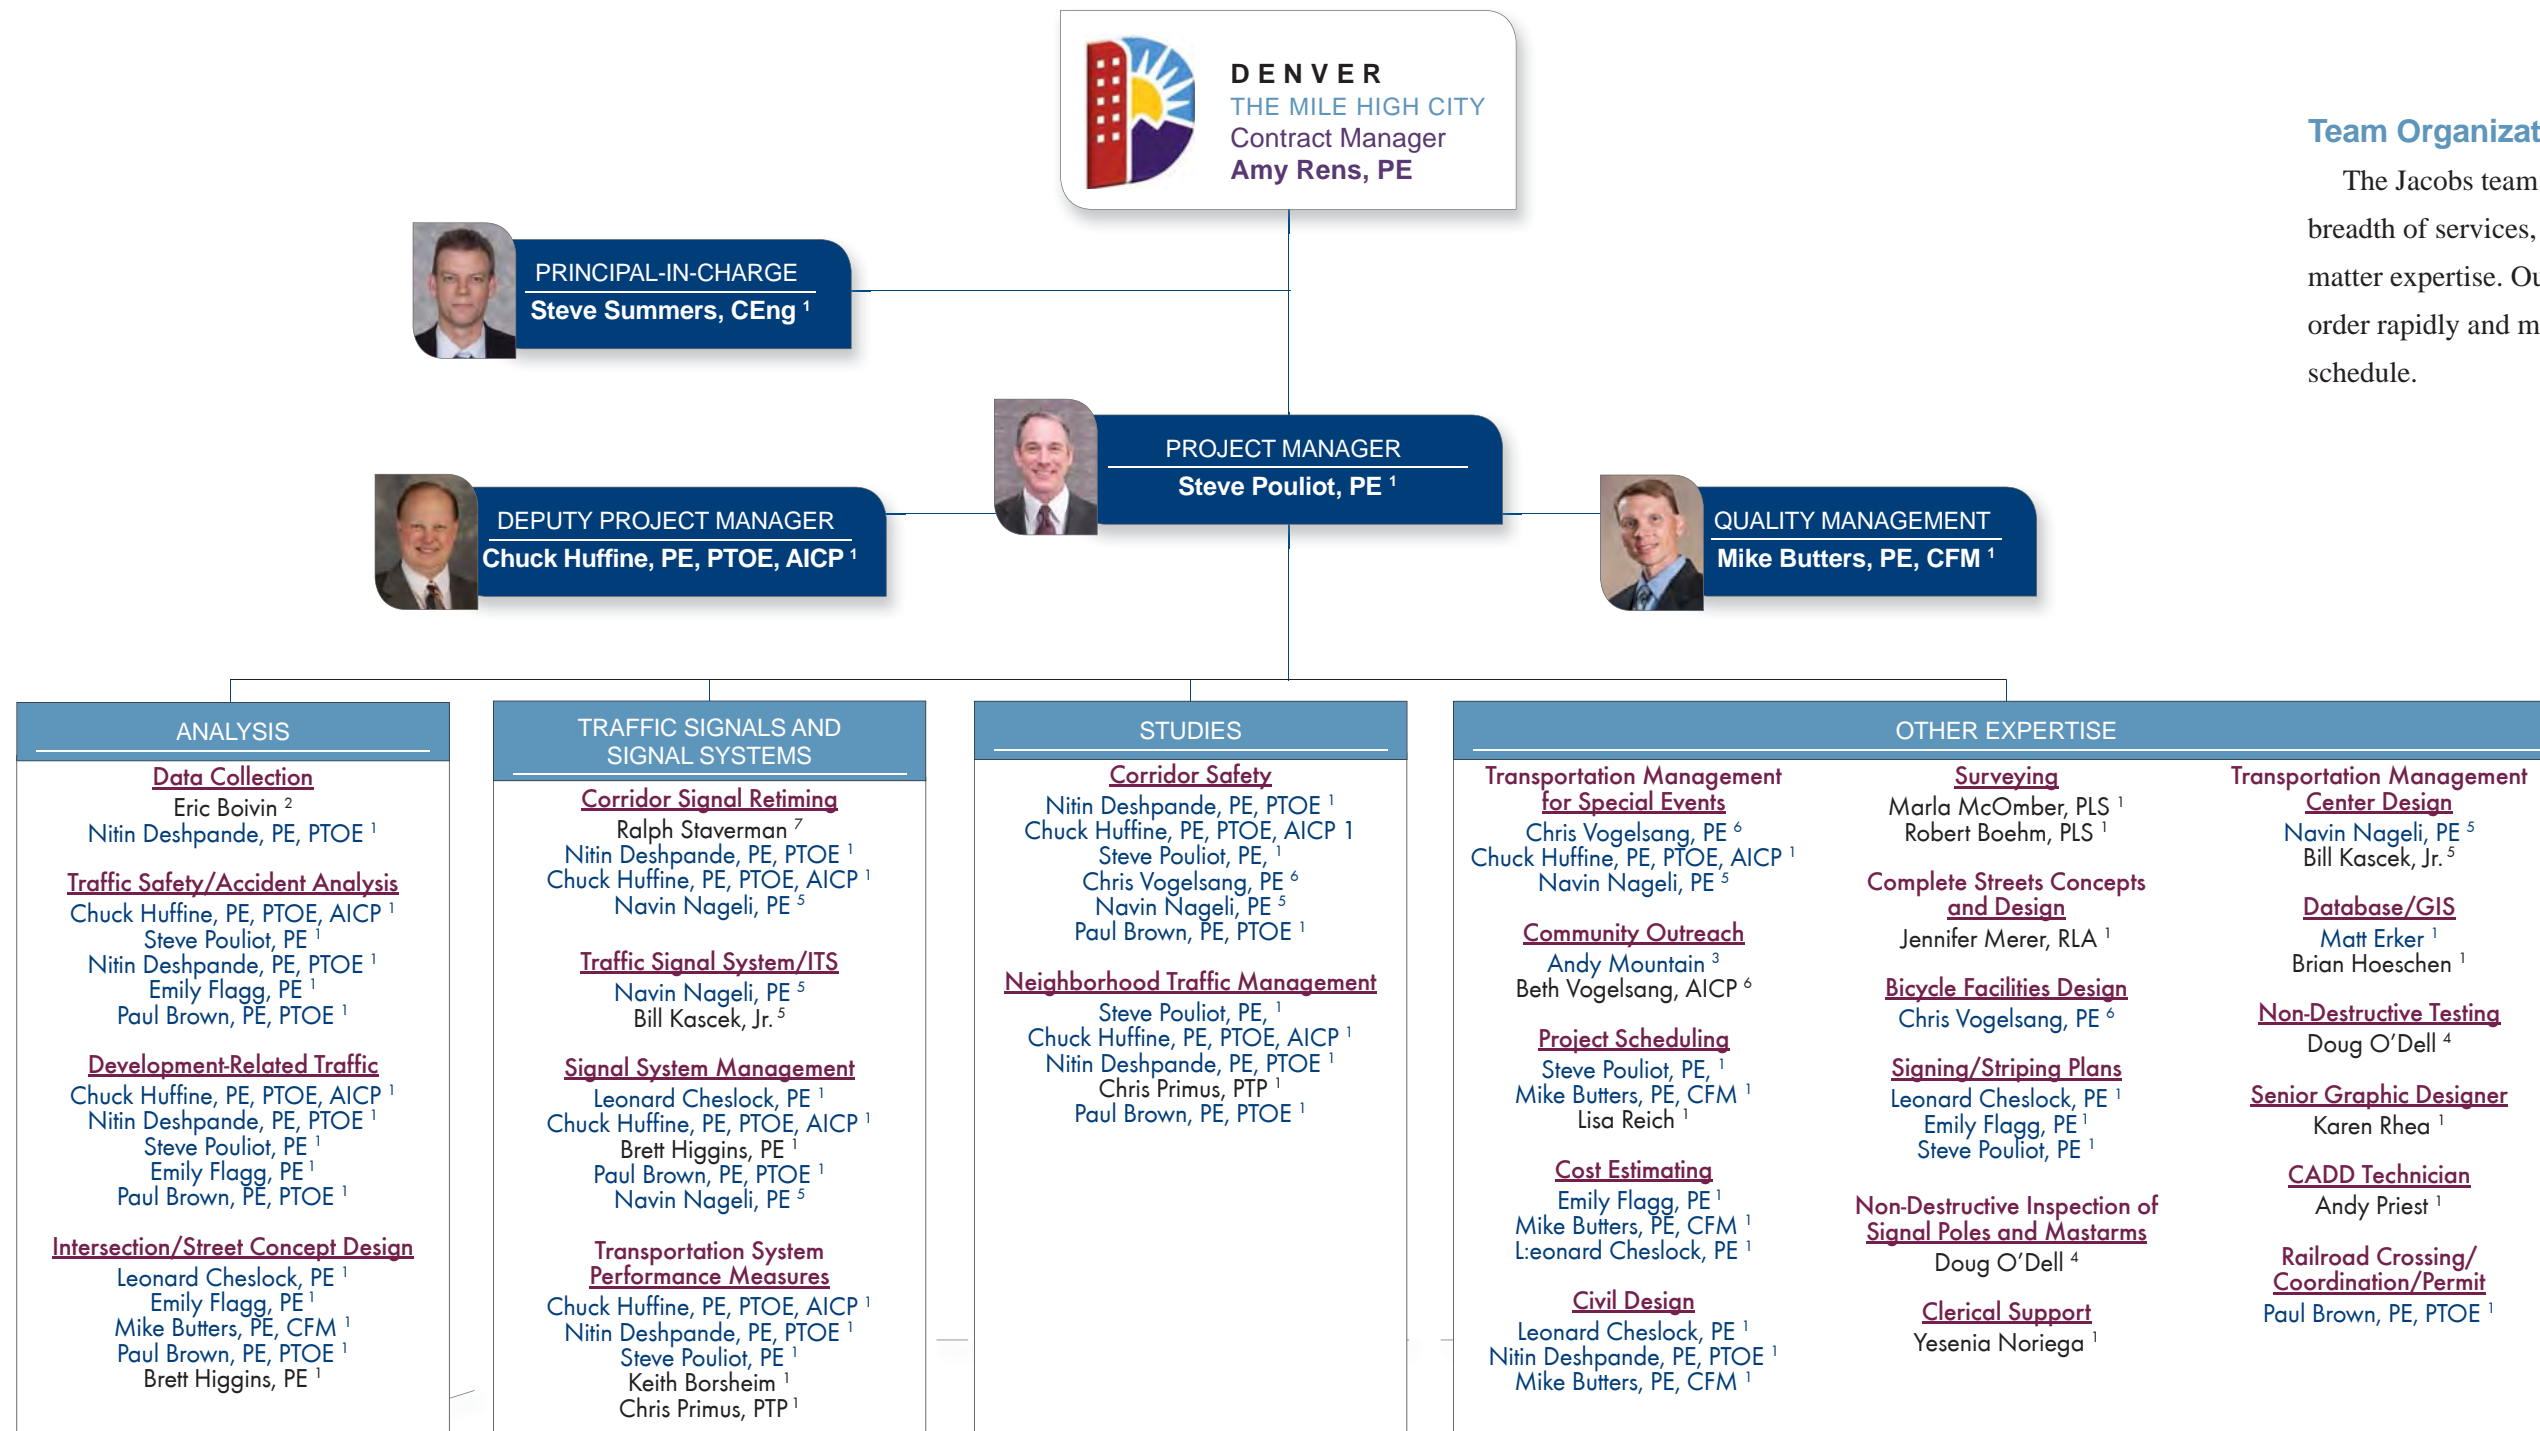 DENVER
THE MILE HIGH CITY
Contract Manager
Amy Rens, PE
Team Organizat
The Jacobs team
breadth of services,
matter expertise. Ou
order rapidly and m
schedule.
PRINCIPAL-IN-CHARGE
Steve Summers, CEng 1
PROJECT MANAGER
Steve Pouliot, PE 1
DEPUTY PROJECT MANAGER
Chuck Huffine, PE, PTOE, AICP 1
QUALITY MANAGEMENT
Mike Butters, PE, CFM 1
ANALYSIS
Data Collection
Eric Boivin 2
Nitin Deshpande, PE, PTOE 1
Traffic Safety/Accident Analysis
Chuck Huffine, PE, PTOE, AICP 1
Steve Pouliot, PE 1
Nitin Deshpande, PE, PTOE 1
Emily Flagg, PE 1
Paul Brown, PE, PTOE 1
Development-Related Traffic
Chuck Huffine, PE, PTOE, AICP 1
Nitin Deshpande, PE, PTOE 1
Steve Pouliot, PE 1
Emily Flagg, PE 1
Paul Brown, PE, PTOE 1
Intersection/Street Concept Design
Leonard Cheslock, PE 1
Emily Flagg, PE 1
Mike Butters, PE, CFM 1
Paul Brown, PE, PTOE 1
Brett Higgins, PE 1
TRAFFIC SIGNALS AND
SIGNAL SYSTEMS
Corridor Signal Retiming
Ralph Staverman 7
Nitin Deshpande, PE, PTOE 1
Chuck Huffine, PE, PTOE, AICP 1
Navin Nageli, PE 5
Traffic Signal System/ITS
Navin Nageli, PE 5
Bill Kascek, Jr. 5
Signal System Management
Leonard Cheslock, PE 1
Chuck Huffine, PE, PTOE, AICP 1
Brett Higgins, PE 1
Paul Brown, PE, PTOE 1
Navin Nageli, PE 5
Transportation System
Performance Measures
Chuck Huffine, PE, PTOE, AICP 1
Nitin Deshpande, PE, PTOE 1
Steve Pouliot, PE 1
Keith Borsheim 1
Chris Primus, PTP 1
STUDIES
Corridor Safety
Nitin Deshpande, PE, PTOE 1
Chuck Huffine, PE, PTOE, AICP 1
Steve Pouliot, PE, 1
Chris Vogelsang, PE 6
Navin Nageli, PE 5
Paul Brown, PE, PTOE 1
Neighborhood Traffic Management
Steve Pouliot, PE, 1
Chuck Huffine, PE, PTOE, AICP 1
Nitin Deshpande, PE, PTOE 1
Chris Primus, PTP 1
Paul Brown, PE, PTOE 1
OTHER EXPERTISE
Transportation Management
for Special Events
Chris Vogelsang, PE 6
Chuck Huffine, PE, PTOE, AICP 1
Navin Nageli, PE 5
Community Outreach
Andy Mountain 3
Beth Vogelsang, AICP 6
Project Scheduling
Steve Pouliot, PE, 1
Mike Butters, PE, CFM 1
Lisa Reich 1
Cost Estimating
Emily Flagg, PE 1
Mike Butters, PE, CFM 1
L:eonard Cheslock, PE 1
Civil Design
Leonard Cheslock, PE 1
Nitin Deshpande, PE, PTOE 1
Mike Butters, PE, CFM 1
Surveying
Marla McOmber, PLS 1
Robert Boehm, PLS 1
Complete Streets Concepts
and Design
Jennifer Merer, RLA 1
Bicycle Facilities Design
Chris Vogelsang, PE 6
Signing/Striping Plans
Leonard Cheslock, PE 1
Emily Flagg, PE 1
Steve Pouliot, PE 1
Non-Destructive Inspection of
Signal Poles and Mastarms
Doug O'Dell 4
Clerical Support
Yesenia Noriega 1
Transportation Management
Center Design
Navin Nageli, PE 5
Bill Kascek, Jr. 5
Database/GIS
Matt Erker 1
Brian Hoeschen 1
Non-Destructive Testing
Doug O'Dell 4
Senior Graphic Designer
Karen Rhea 1
CADD Technician
Andy Priest 1
Railroad Crossing/
Coordination/Permit
Paul Brown, PE, PTOE 1